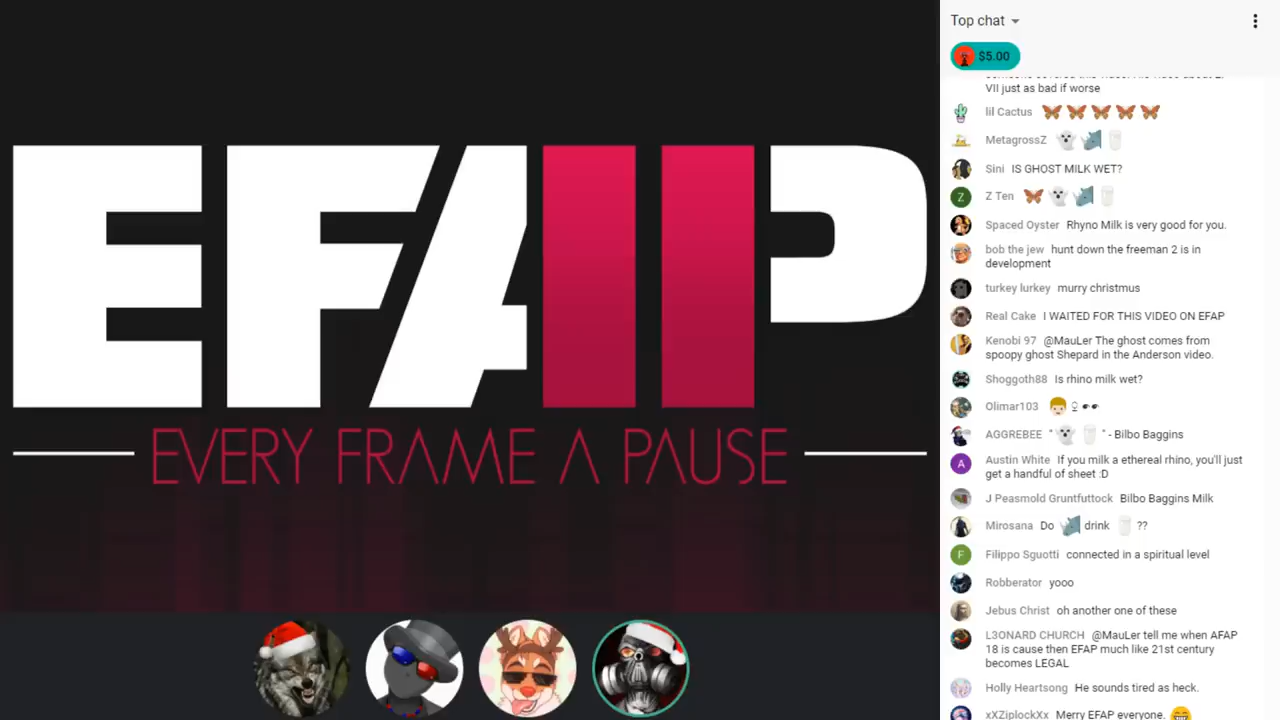 EFAP
EVERY FRAME A PAUSE
Top chat
$5.00
VII just as bad if worse
lil Cactus
MetagrossZ
Sini IS GHOST MILK WET?
Z Ten
Spaced Oyster Rhyno Milk is very good for you.
bob the jew hunt down the freeman 2 is in
development
turkey lurkey murry christmus
Real Cake I WAITED FOR THIS VIDEO ON EFAP
Kenobi 97 @MauLer The ghost comes from
spoopy ghost Shepard in the Anderson video.
Shoggoth88 Is rhino milk wet?
Olimar103
AGGREBEE " " - Bilbo Baggins
Austin White If you milk a ethereal rhino, you'll just
get a handful of sheet :D
J Peasmold Gruntfuttock Bilbo Baggins Milk
Mirosana Do drink ??
Filippo Sguotti connected in a spiritual level
Robberator yooo
Jebus Christ oh another one of these
L3ONARD CHURCH @MauLer tell me when AFAP
18 is cause then EFAP much like 21st century
becomes LEGAL
Holly Heartsong He sounds tired as heck.
xXZiplockXx Merry EFAP everyone.